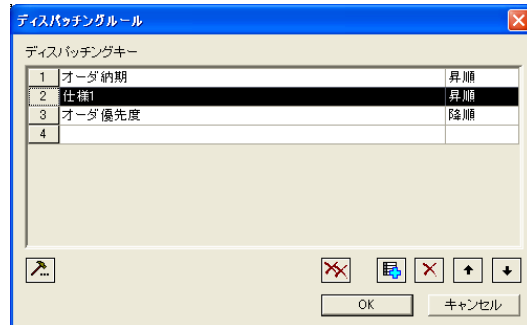 ディスパッチングルール
ディスパッチングキー
1 オーダ納期 昇順
2 仕様1 昇順
3 オーダ優先度 降順
4
OK キャンセル